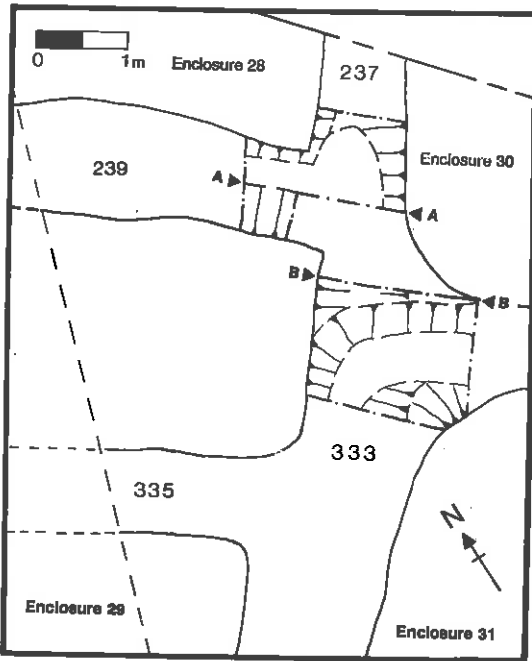 0 1m
Enclosure 28
237
Enclosure 30
239
A
A
B
B
333
335
N
Enclosure 29
Enclosure 31